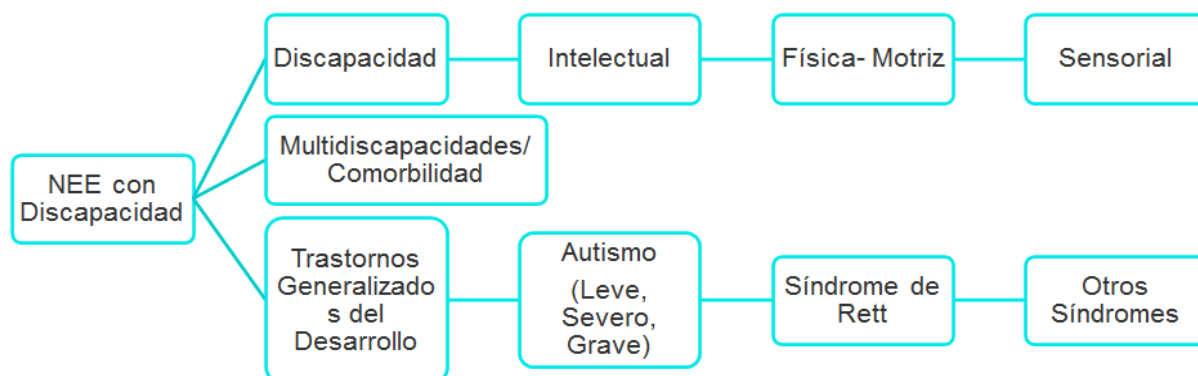 Discapacidad
Intelectual
Física- Motriz
Sensorial
Multidiscapacidades/
Comorbilidad
NEE con
Discapacidad
Trastornos
Generalizado
s del
Desarrollo
Autismo
(Leve,
Severo,
Grave)
Síndrome de
Rett
Otros
Síndromes